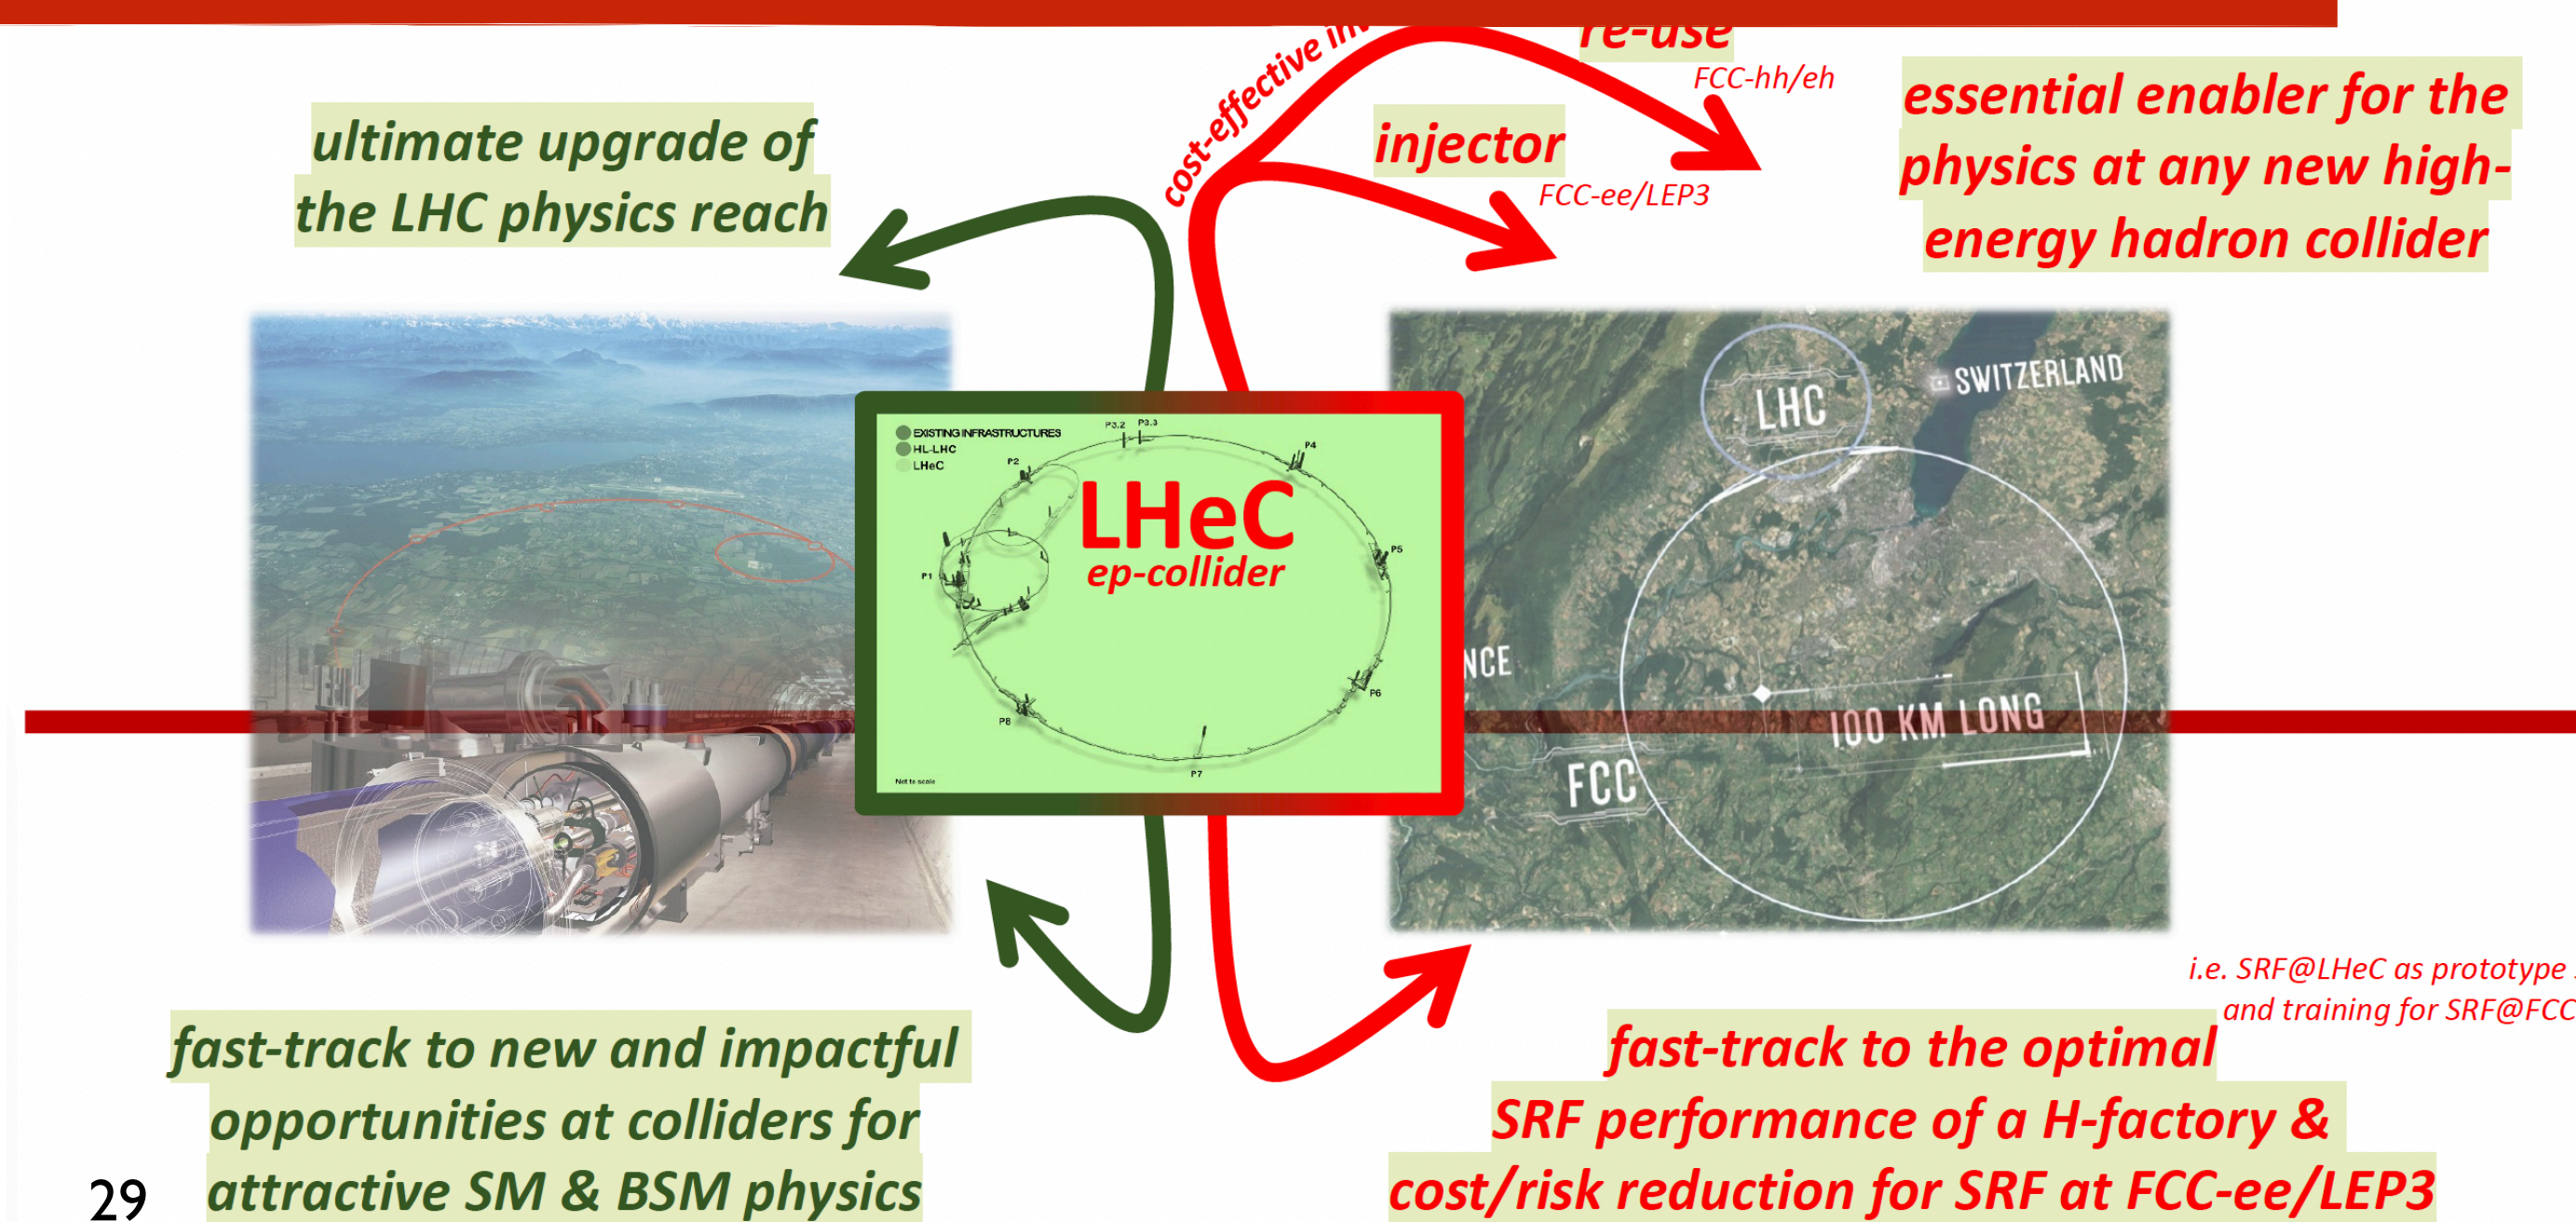 cost-effective
re-use
FCC-hh/eh
injector
FCC-ee/LEP3
ultimate upgrade of
the LHC physics reach
essential enabler for the
physics at any new high-
energy hadron collider
EXISTING INFRASTRUCTURES
HL-LHC
LHeC
P3.2 P3.3
P2
P4
P1
P5
P8
P6
P7
Not to scale
LHeC
ep-collider
LHC
SWITZERLAND
100 KM LONG
FCC
i.e. SRF@LHeC as prototype
and training for SRF@FCC
fast-track to new and impactful
opportunities at colliders for
attractive SM & BSM physics
fast-track to the optimal
SRF performance of a H-factory &
cost/risk reduction for SRF at FCC-ee/LEP3
29